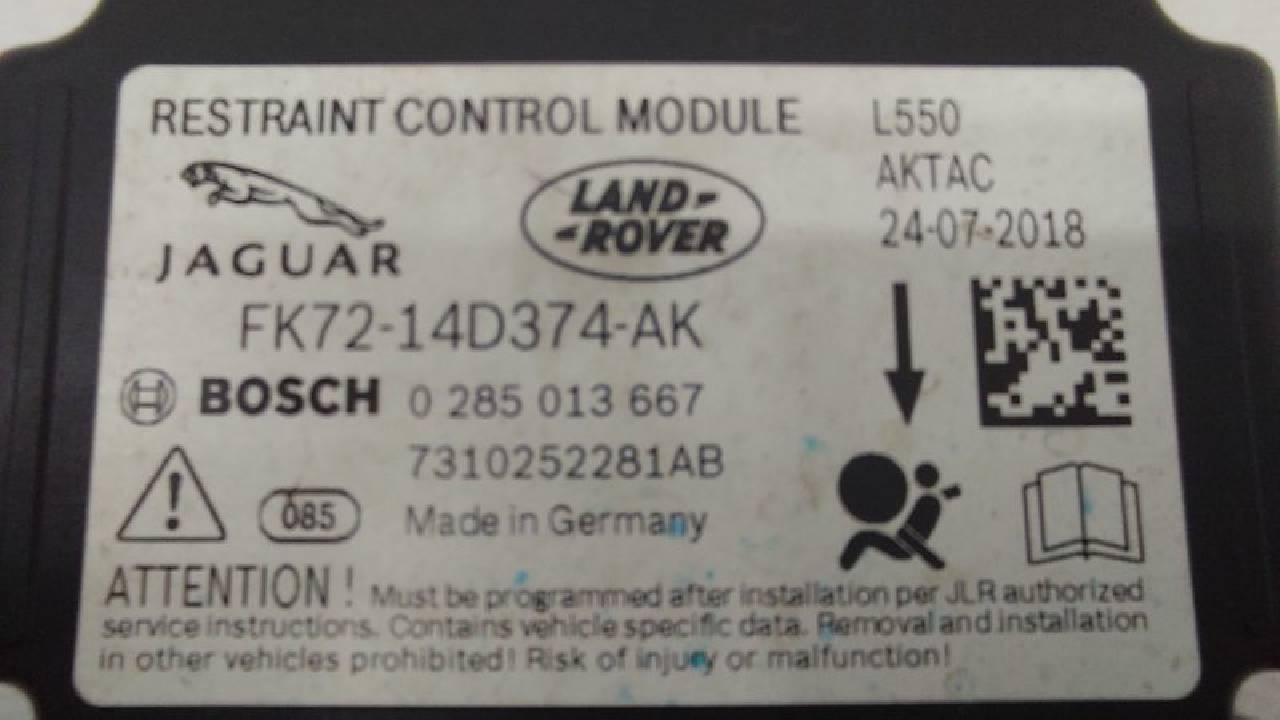 RESTRAINT CONTROL MODULE L550
AKTAC
24-07-2018
JAGUAR
LAND-
-ROVER
FK72-14D374-AK
BOSCH 0 285 013 667
7310252281AB
085 Made in Germany
ATTENTION ! Must be programmed after installation per JLR authorized
service instructions. Contains vehicle specific data. Removal and installation
in other vehicles prohibited! Risk of injury or malfunction!